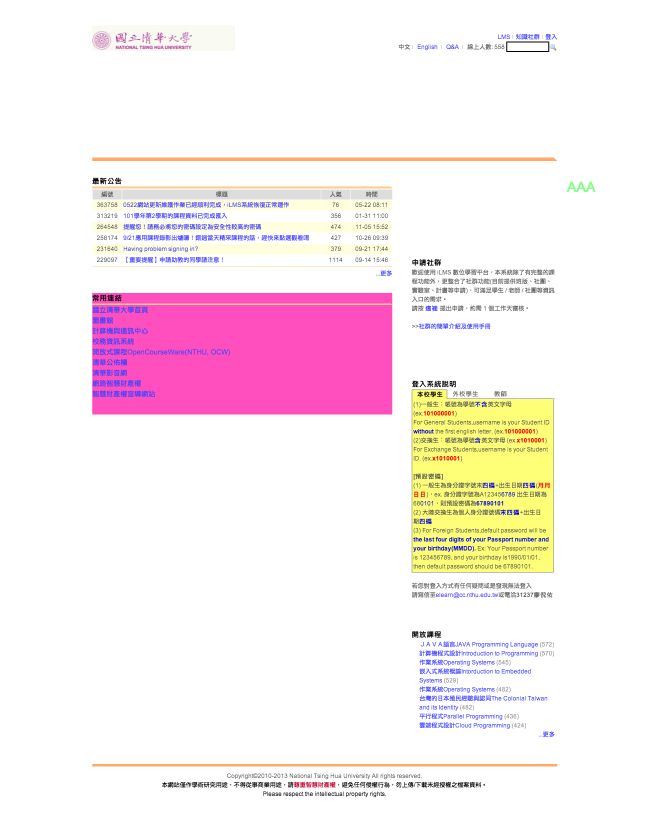 國立清華大學
NATIONAL TSING HUA UNIVERSITY
LMS | 知識社群 | 登入
中文 | English | Q&A | 線上人數: 558
AAA
最新公告
編號 標題 人氣 時間
363758 0522網站更新維護作業已經順利完成，iLMS系統恢復正常運作 76 05-22 08:11
313219 101學年第2學期的課程資料已完成匯入 356 01-31 11:00
264548 提醒您！請務必將您的密碼設定為安全性較高的密碼 474 11-05 15:52
258174 9/21應用課程錄影出爐囉！錯過當天精采課程的話，趕快來點選觀看唷 427 10-26 09:39
231640 Having problem signing in? 379 09-21 17:44
229097 【重要提醒】申請助教的同學請注意！ 1114 09-14 15:46
...更多
常用連結
國立清華大學首頁
圖書館
計算機與通訊中心
校務資訊系統
開放式課程OpenCourseWare(NTHU, OCW)
清華公佈欄
清華影音網
網路智慧財產權
智慧財產權宣導網站
申請社群
歡迎使用 iLMS 數位學習平台，本系統除了有完整的課
程功能外，更整合了社群功能(目前提供班版、社團、
實驗室、計畫等申請)，可滿足學生 / 老師 / 社團等資訊
入口的需求。
請按 這裡 提出申請，約需 1 個工作天審核。
>>社群的簡單介紹及使用手冊
登入系統說明
本校學生 外校學生 教師
(1)一般生：帳號為學號不含英文字母
(ex.101000001)
For General Students,username is your Student ID
without the first english letter. (ex.101000001)
(2)交換生：帳號為學號含英文字母 (ex.x1010001)
For Exchange Students,username is your Student
ID. (ex.x1010001)
[預設密碼]
(1) 一般生為身分證字號末四碼+出生日期四碼(月月
日日)，ex. 身分證字號為A123456789 出生日期為
680101，則預設密碼為67890101
(2) 大陸交換生為個人身分證號碼末四碼+出生日
期四碼
(3) For Foreign Students,default password will be
the last four digits of your Passport number and
your birthday(MMDD). Ex: Your Passport number
is 123456789, and your birthday is1990/01/01,
then default password should be 67890101.
若您對登入方式有任何疑問或是發現無法登入
請寫信至elearn@cc.nthu.edu.tw或電洽31237廖侃侑
開放課程
ＪＡＶＡ語言JAVA Programming Language (572)
計算機程式設計Introduction to Programming (570)
作業系統Operating Systems (545)
嵌入式系統概論Intorduction to Embedded
Systems (529)
作業系統Operating Systems (482)
台灣的日本殖民經驗與認同The Colonial Taiwan
and its Identity (482)
平行程式Parallel Programming (436)
雲端程式設計Cloud Programming (424)
...更多
Copyright©2010-2013 National Tsing Hua University All rights reserved.
本網站僅作學術研究用途，不得從事商業用途，請尊重智慧財產權，避免任何侵權行為，勿上傳/下載未經授權之檔案資料。
Please respect the intellectual property rights.